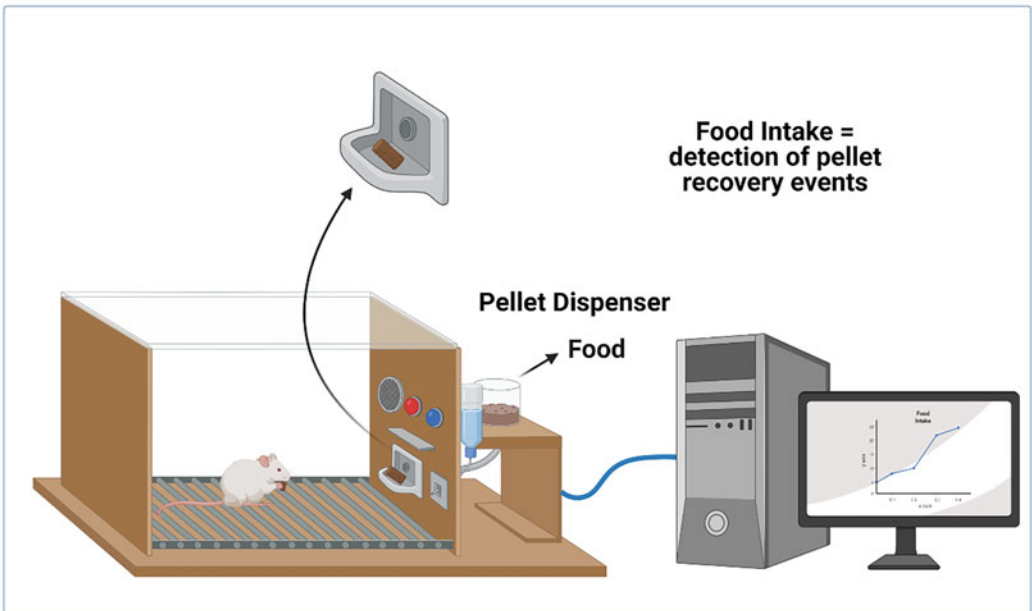 Food Intake =
detection of pellet
recovery events
Pellet Dispenser
Food
Food
Intake